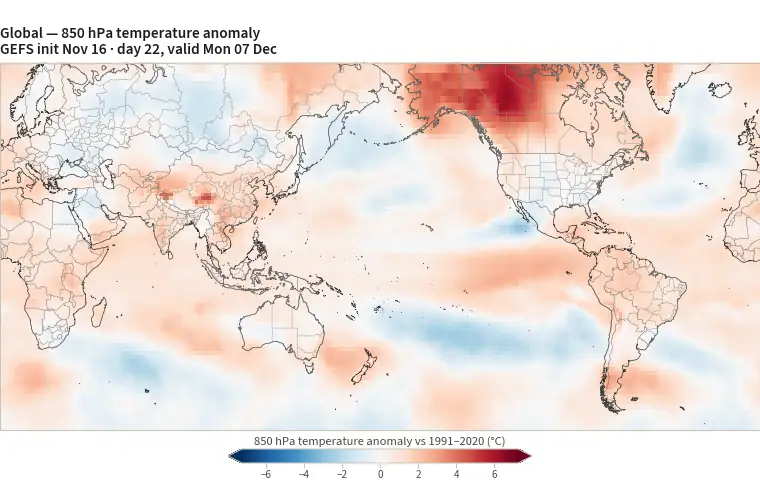 Global — 850 hPa temperature anomaly
GEFS init Nov 16 · day 22, valid Mon 07 Dec
850 hPa temperature anomaly vs 1991–2020 (°C)
−6 −4 −2 0 2 4 6